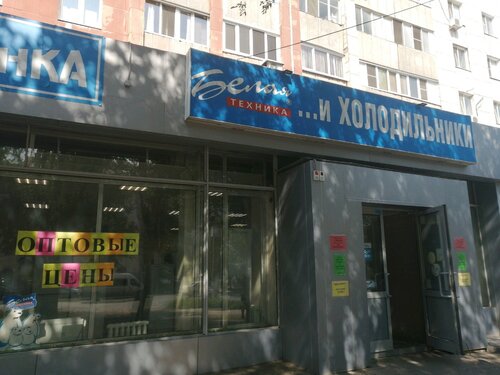 НКА
Белая
ТЕХНИКА
...и ХОЛОДИЛЬНИКИ
ОПТОВЫЕ
ЦЕНЫ